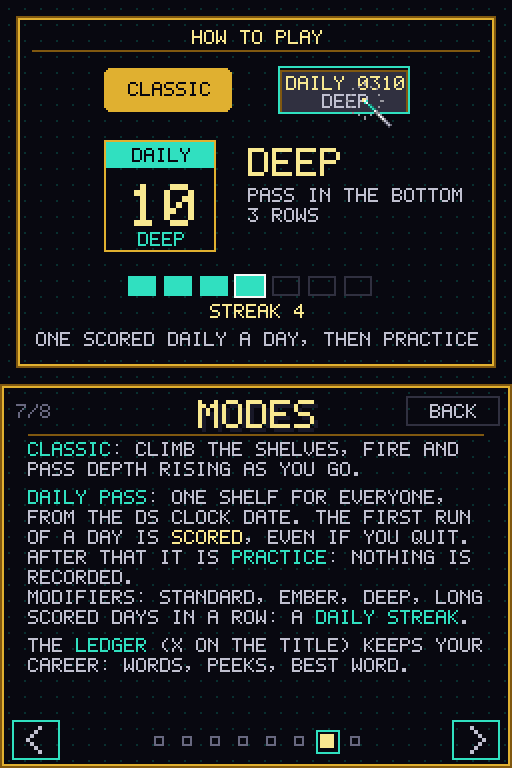 HOW TO PLAY
CLASSIC
DAILY 0310
DEEP
DAILY
10
DEEP
DEEP
PASS IN THE BOTTOM
3 ROWS
STREAK 4
ONE SCORED DAILY A DAY, THEN PRACTICE
7/8
MODES
BACK
CLASSIC: CLIMB THE SHELVES, FIRE AND
PASS DEPTH RISING AS YOU GO.
DAILY PASS: ONE SHELF FOR EVERYONE,
FROM THE DS CLOCK DATE. THE FIRST RUN
OF A DAY IS SCORED, EVEN IF YOU QUIT.
AFTER THAT IT IS PRACTICE: NOTHING IS
RECORDED.
MODIFIERS: STANDARD, EMBER, DEEP, LONG
SCORED DAYS IN A ROW: A DAILY STREAK.
THE LEDGER (X ON THE TITLE) KEEPS YOUR
CAREER: WORDS, PEEKS, BEST WORD.